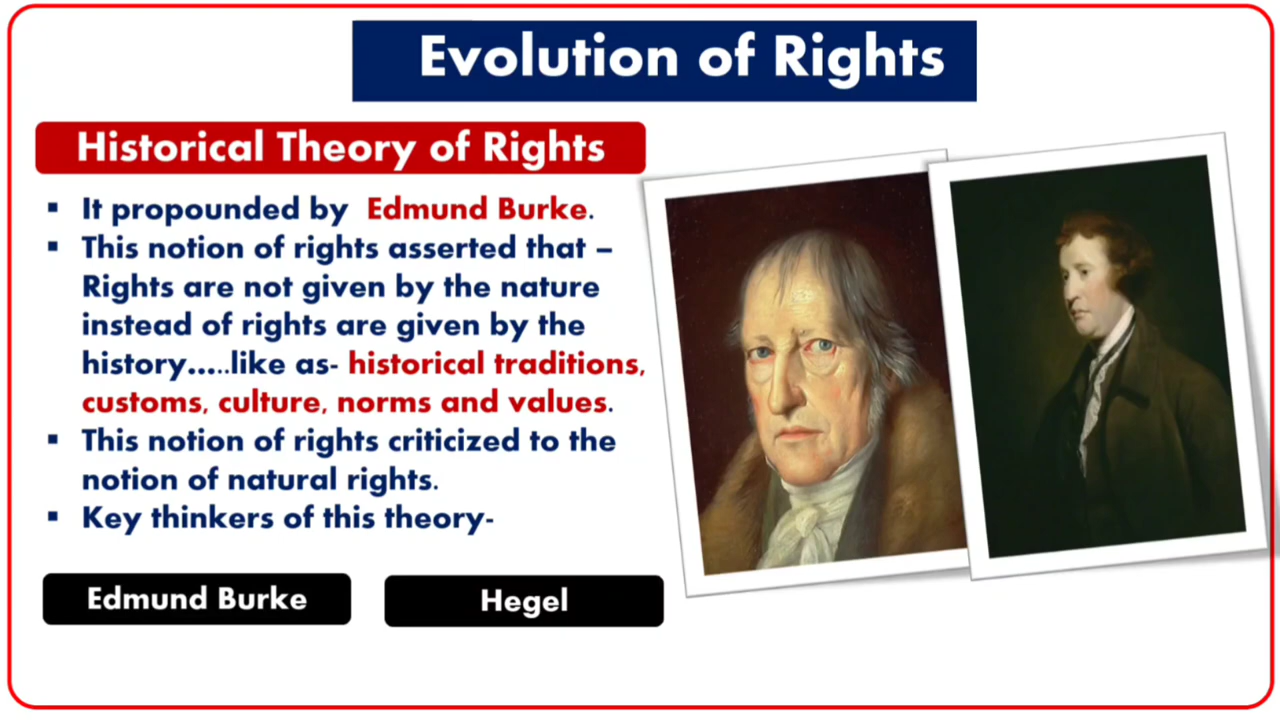 Evolution of Rights
Historical Theory of Rights
▪ It propounded by Edmund Burke.
▪ This notion of rights asserted that –
Rights are not given by the nature
instead of rights are given by the
history.....like as- historical traditions,
customs, culture, norms and values.
▪ This notion of rights criticized to the
notion of natural rights.
▪ Key thinkers of this theory-
Edmund Burke
Hegel